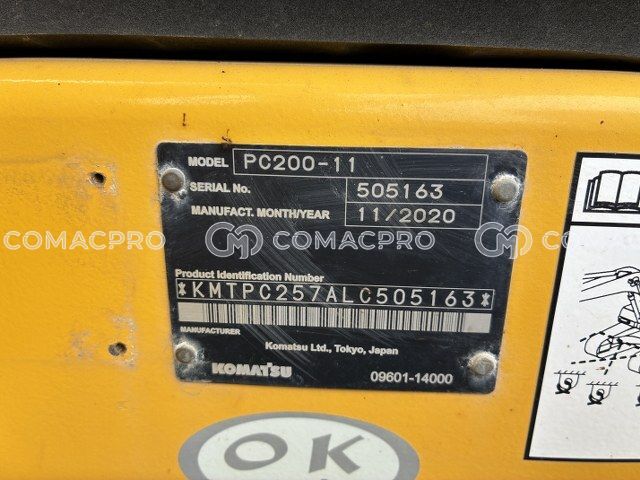 MODEL PC200-11
SERIAL No. 505163
MANUFACT. MONTH/YEAR 11/2020
COMACPRO COMACPRO COMACPRO
Product Identification Number
*KMTPC257ALC505163*
MANUFACTURER
Komatsu Ltd., Tokyo, Japan
KOMATSU 09601-14000
OK